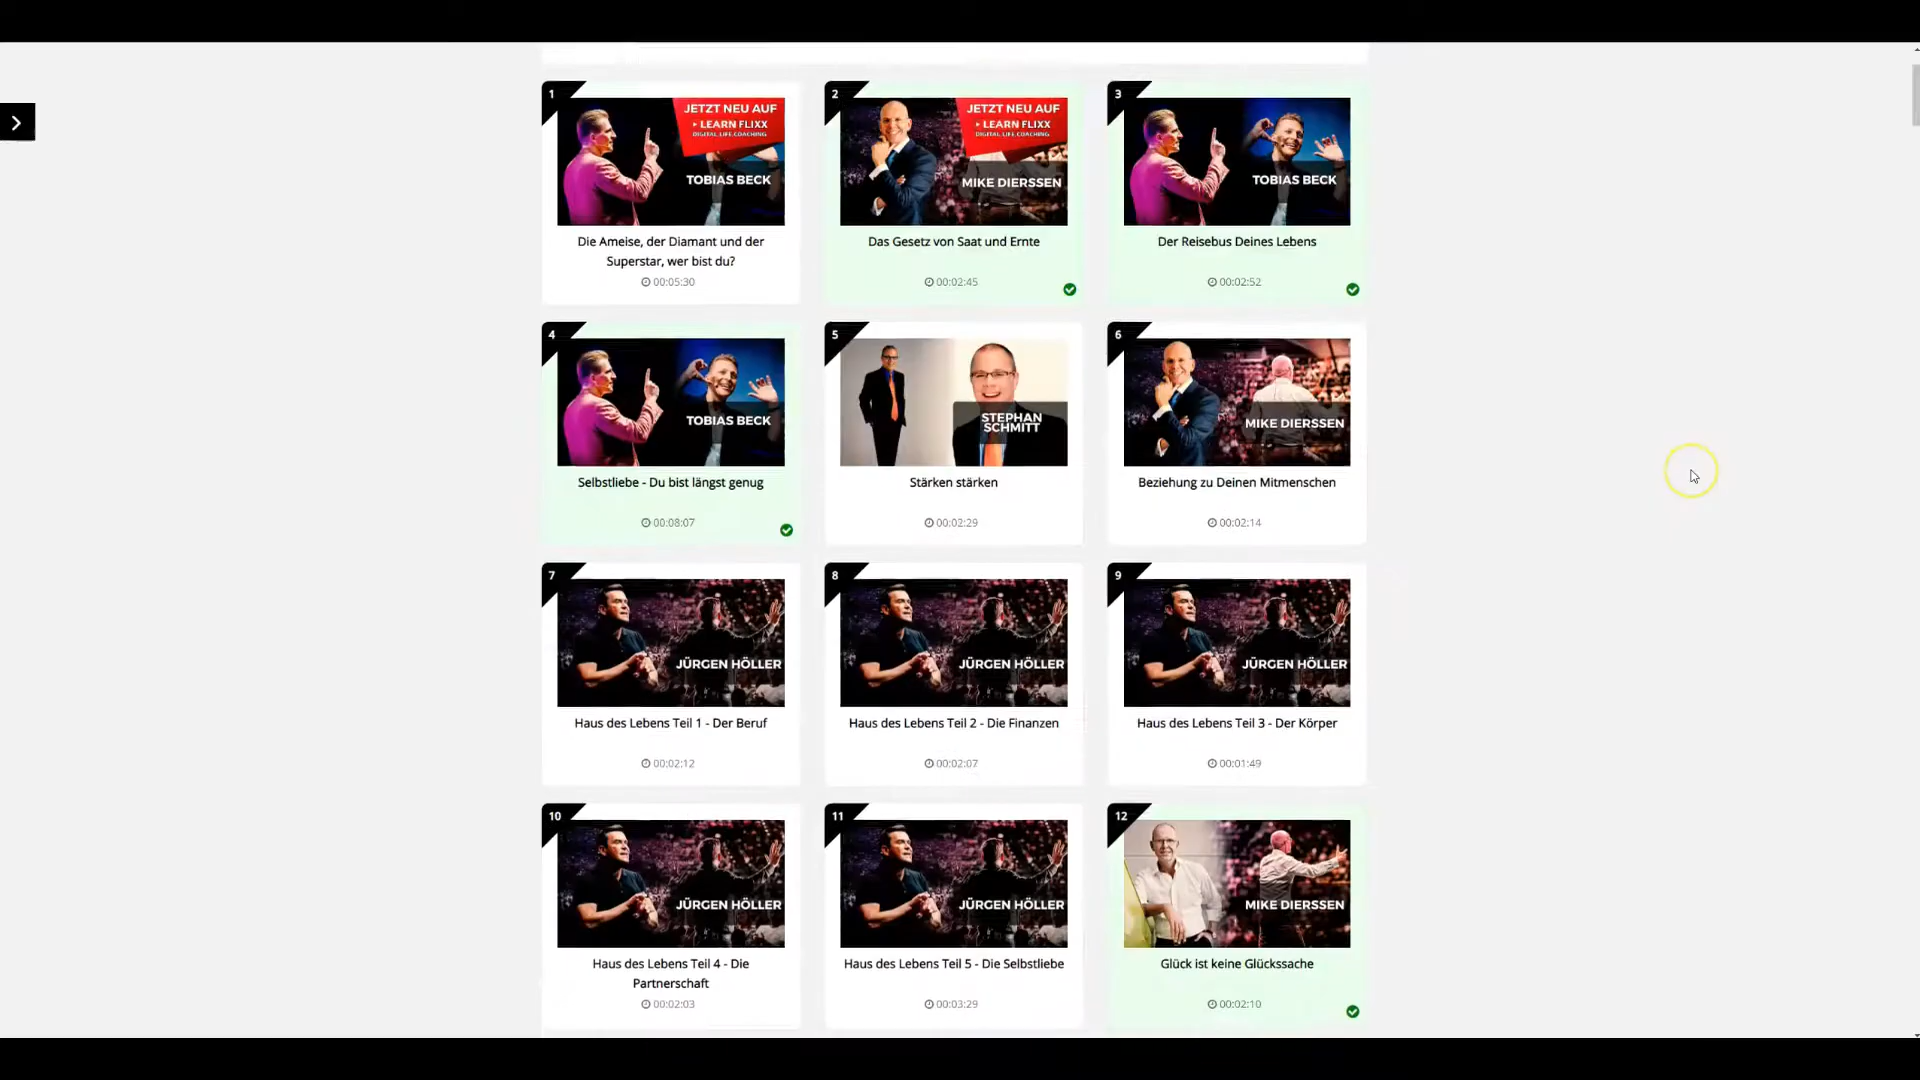 1
JETZT NEU AUF
LEARN FLIXX
DIGITAL.LIFE.COACHING
TOBIAS BECK
Die Ameise, der Diamant und der
Superstar, wer bist du?
00:05:30
2
JETZT NEU AUF
LEARN FLIXX
DIGITAL.LIFE.COACHING
MIKE DIERSSEN
Das Gesetz von Saat und Ernte
00:02:45
3
TOBIAS BECK
Der Reisebus Deines Lebens
00:02:52
4
TOBIAS BECK
Selbstliebe - Du bist längst genug
00:08:07
5
STEPHAN
SCHMITT
Stärken stärken
00:02:29
6
MIKE DIERSSEN
Beziehung zu Deinen Mitmenschen
00:02:14
7
JÜRGEN HÖLLER
Haus des Lebens Teil 1 - Der Beruf
00:02:12
8
JÜRGEN HÖLLER
Haus des Lebens Teil 2 - Die Finanzen
00:02:07
9
JÜRGEN HÖLLER
Haus des Lebens Teil 3 - Der Körper
00:01:49
10
JÜRGEN HÖLLER
Haus des Lebens Teil 4 - Die
Partnerschaft
00:02:03
11
JÜRGEN HÖLLER
Haus des Lebens Teil 5 - Die Selbstliebe
00:03:29
12
MIKE DIERSSEN
Glück ist keine Glückssache
00:02:10